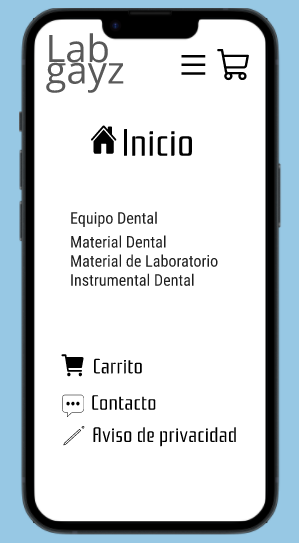 Lab
gayz
Inicio
Equipo Dental
Material Dental
Material de Laboratorio
Instrumental Dental
Carrito
Contacto
Aviso de privacidad